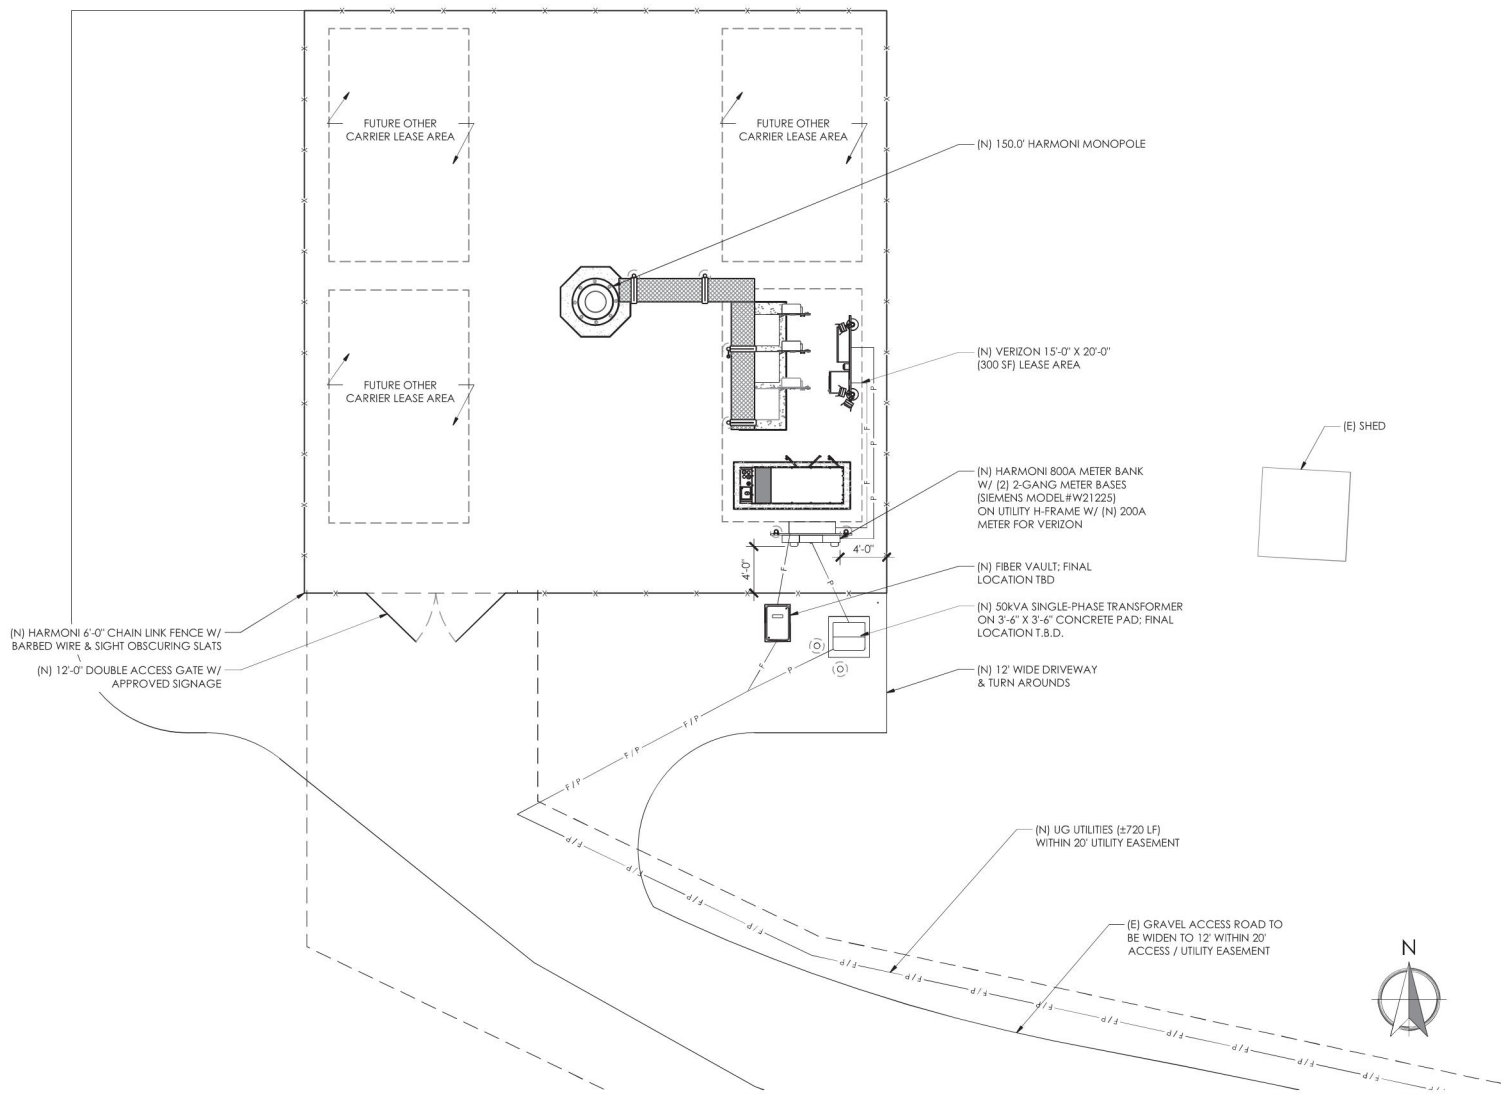 FUTURE OTHER
CARRIER LEASE AREA
FUTURE OTHER
CARRIER LEASE AREA
(N) 150.0' HARMONI MONOPOLE
FUTURE OTHER
CARRIER LEASE AREA
(N) VERIZON 15'-0" X 20'-0"
(300 SF) LEASE AREA
P
F
P
F
P
(E) SHED
(N) HARMONI 800A METER BANK
W/ (2) 2-GANG METER BASES
(SIEMENS MODEL#W21225)
ON UTILITY H-FRAME W/ (N) 200A
METER FOR VERIZON
4'-0"
4'-0"
F
P
(N) FIBER VAULT; FINAL
LOCATION TBD
(N) 50kVA SINGLE-PHASE TRANSFORMER
ON 3'-6" X 3'-6" CONCRETE PAD; FINAL
LOCATION T.B.D.
(N) HARMONI 6'-0" CHAIN LINK FENCE W/
BARBED WIRE & SIGHT OBSCURING SLATS
(N) 12'-0" DOUBLE ACCESS GATE W/
APPROVED SIGNAGE
(N) 12' WIDE DRIVEWAY
& TURN AROUNDS
F
P
F/P
F/P
F/P
F/P
F/P
F/P
F/P
(N) UG UTILITIES (±720 LF)
WITHIN 20' UTILITY EASEMENT
(E) GRAVEL ACCESS ROAD TO
BE WIDEN TO 12' WITHIN 20'
ACCESS / UTILITY EASEMENT
N
F/P
F/P
F/P
F/P
F/P
F/P
F/P
F/P
F/P